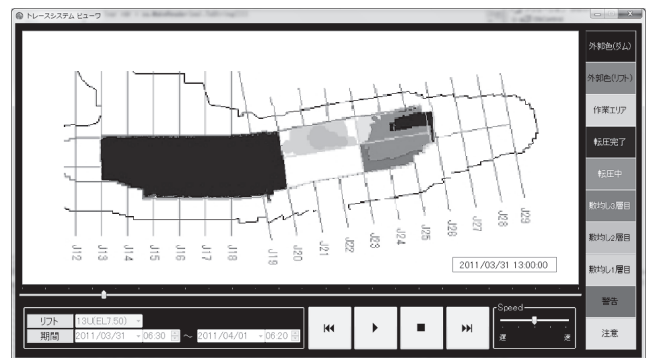 トレースシステム ビューワ
外郭色(ダム)
外郭色(リフト)
作業エリア
転圧完了
転圧中
敷均し3層目
敷均し2層目
敷均し1層目
警告
注意
J12
J13
J14
J15
J16
J17
J18
J19
J20
J21
J22
J23
J24
J25
J26
J27
J28
J29
2011/03/31 13:00:00
リフト 13U(EL7.50)
期間 2011/03/31 06:30 ～ 2011/04/01 06:20
Speed
遅 速